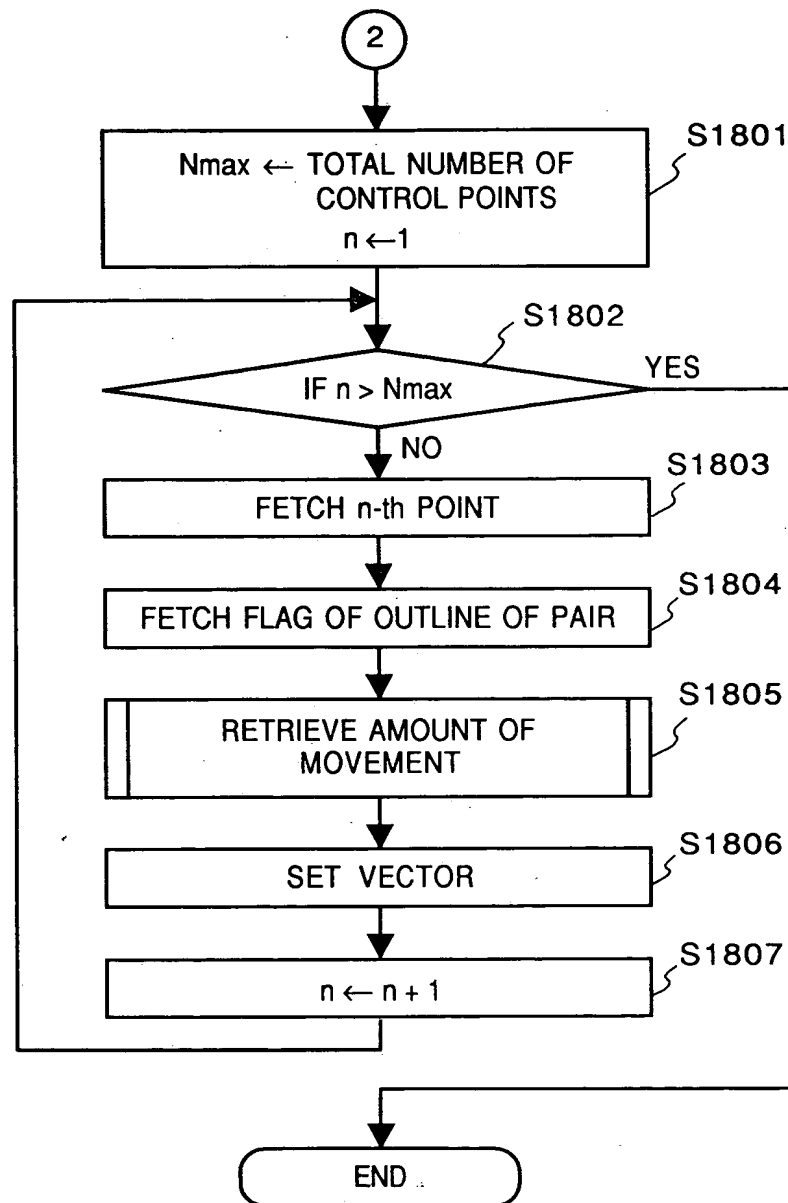 2
S1801
Nmax ← TOTAL NUMBER OF
CONTROL POINTS
n ← 1
S1802
IF n > Nmax
YES
NO
S1803
FETCH n-th POINT
S1804
FETCH FLAG OF OUTLINE OF PAIR
S1805
RETRIEVE AMOUNT OF
MOVEMENT
S1806
SET VECTOR
S1807
n ← n + 1
END